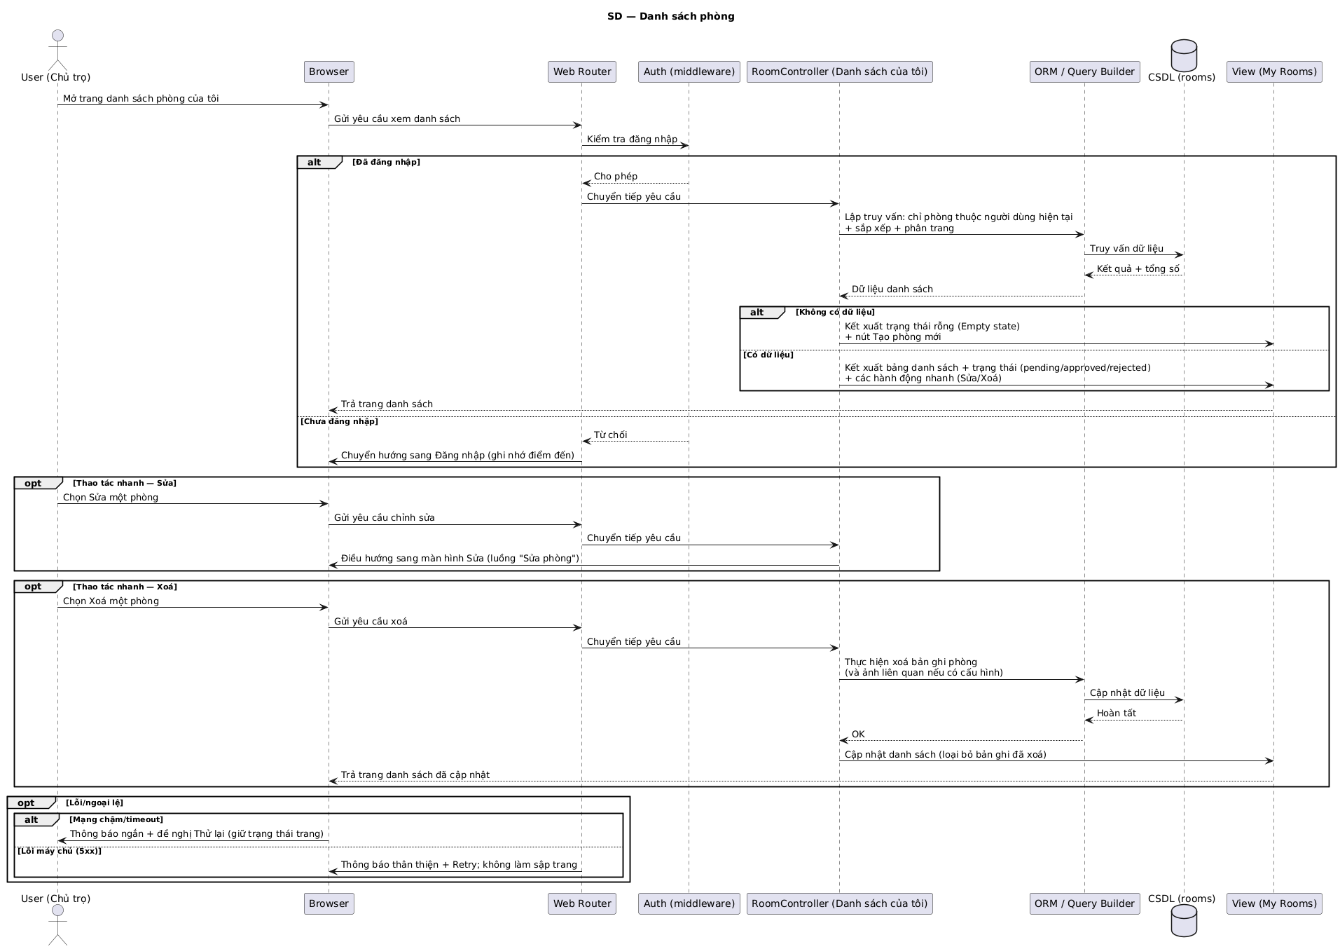 SD — Danh sách phòng
User (Chủ trọ)
Browser
Web Router
Auth (middleware)
RoomController (Danh sách của tôi)
ORM / Query Builder
CSDL (rooms)
View (My Rooms)
Mở trang danh sách phòng của tôi
Gửi yêu cầu xem danh sách
Kiểm tra đăng nhập
alt [Đã đăng nhập]
Cho phép
Chuyển tiếp yêu cầu
Lập truy vấn: chỉ phòng thuộc người dùng hiện tại
+ sắp xếp + phân trang
Truy vấn dữ liệu
Kết quả + tổng số
Dữ liệu danh sách
alt [Không có dữ liệu]
Kết xuất trạng thái rỗng (Empty state)
+ nút Tạo phòng mới
[Có dữ liệu]
Kết xuất bảng danh sách + trạng thái (pending/approved/rejected)
+ các hành động nhanh (Sửa/Xoá)
Trả trang danh sách
[Chưa đăng nhập]
Từ chối
Chuyển hướng sang Đăng nhập (ghi nhớ điểm đến)
opt [Thao tác nhanh — Sửa]
Chọn Sửa một phòng
Gửi yêu cầu chỉnh sửa
Chuyển tiếp yêu cầu
Điều hướng sang màn hình Sửa (luồng "Sửa phòng")
opt [Thao tác nhanh — Xoá]
Chọn Xoá một phòng
Gửi yêu cầu xoá
Chuyển tiếp yêu cầu
Thực hiện xoá bản ghi phòng
(và ảnh liên quan nếu có cấu hình)
Cập nhật dữ liệu
Hoàn tất
OK
Cập nhật danh sách (loại bỏ bản ghi đã xoá)
Trả trang danh sách đã cập nhật
opt [Lỗi/ngoại lệ]
alt [Mạng chậm/timeout]
Thông báo ngắn + đề nghị Thử lại (giữ trạng thái trang)
[Lỗi máy chủ (5xx)]
Thông báo thân thiện + Retry; không làm sập trang
User (Chủ trọ)
Browser
Web Router
Auth (middleware)
RoomController (Danh sách của tôi)
ORM / Query Builder
CSDL (rooms)
View (My Rooms)